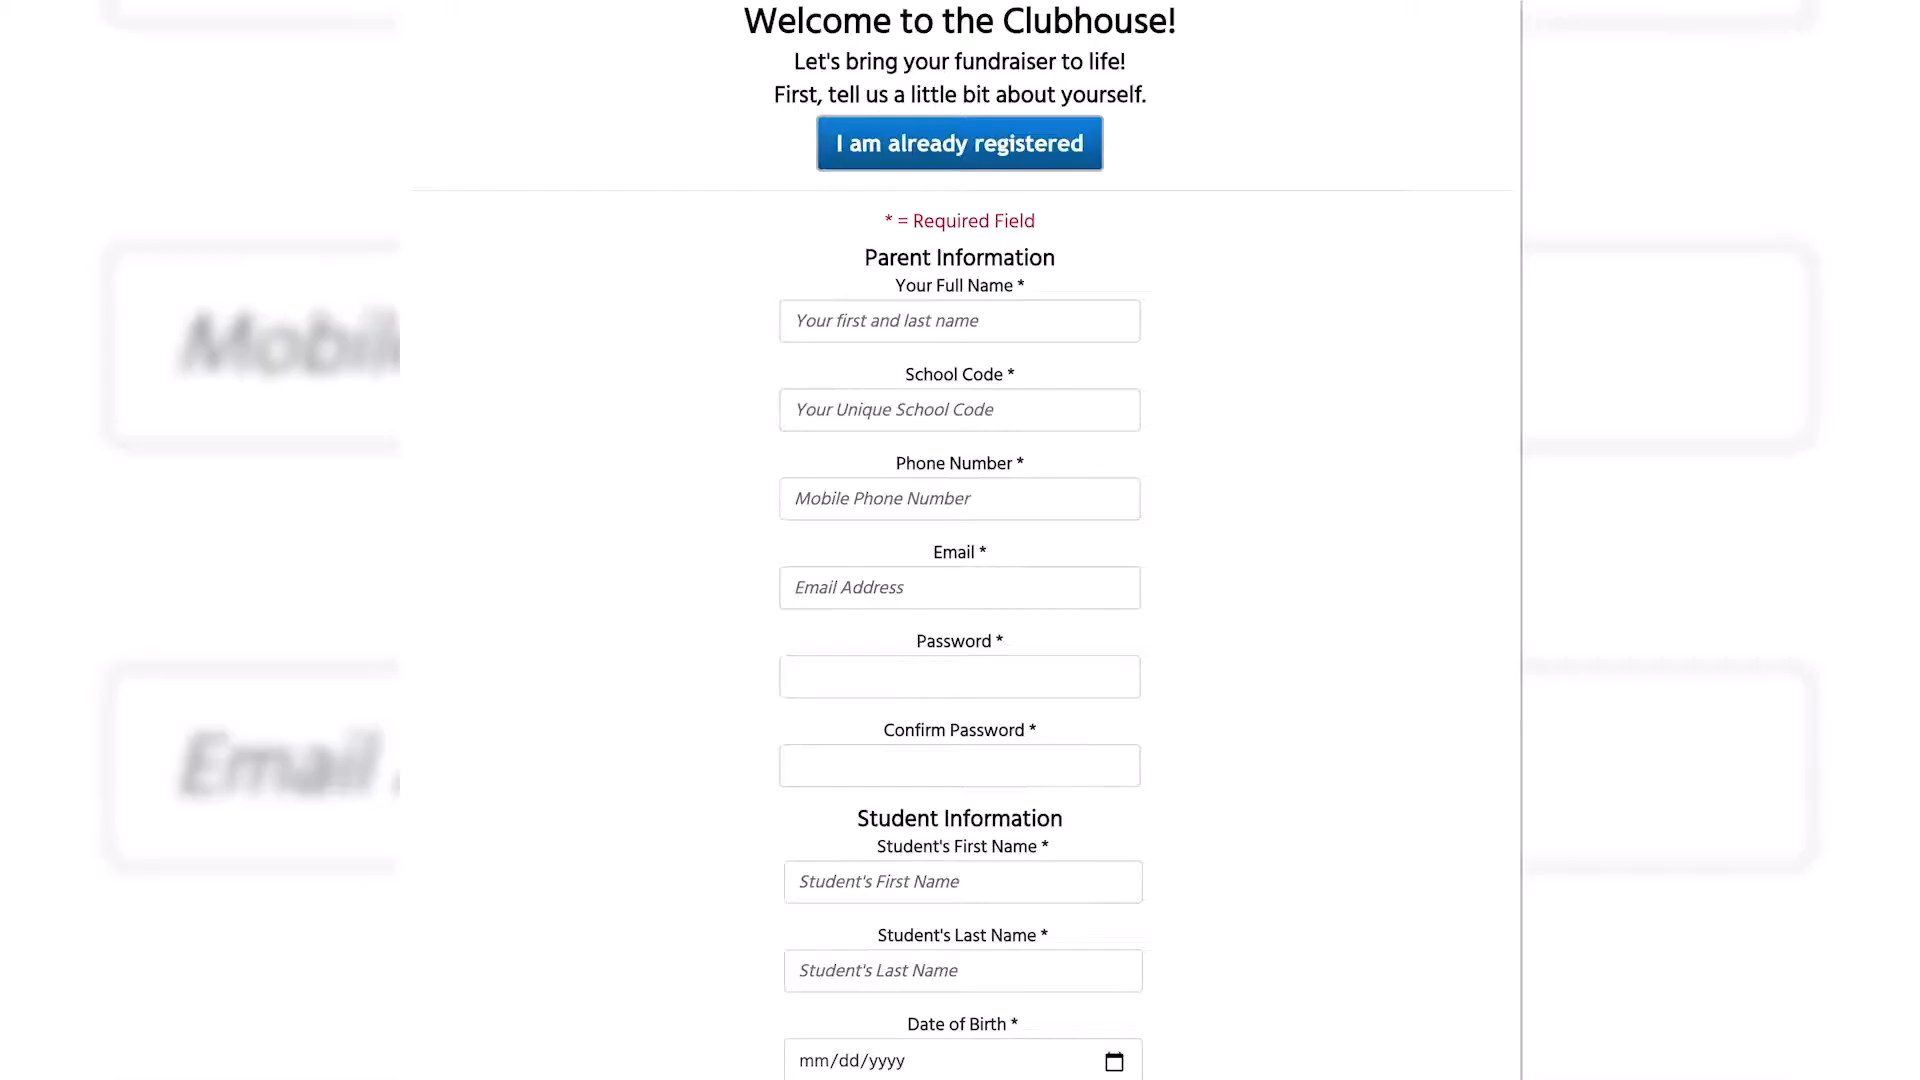 Welcome to the Clubhouse!
Let's bring your fundraiser to life!
First, tell us a little bit about yourself.
I am already registered
* = Required Field
Parent Information
Your Full Name *
Your first and last name
School Code *
Your Unique School Code
Phone Number *
Mobile Phone Number
Mobile
Email *
Email Address
Password *
Email
Confirm Password *
Student Information
Student's First Name *
Student's First Name
Student's Last Name *
Student's Last Name
Date of Birth *
mm/dd/yyyy